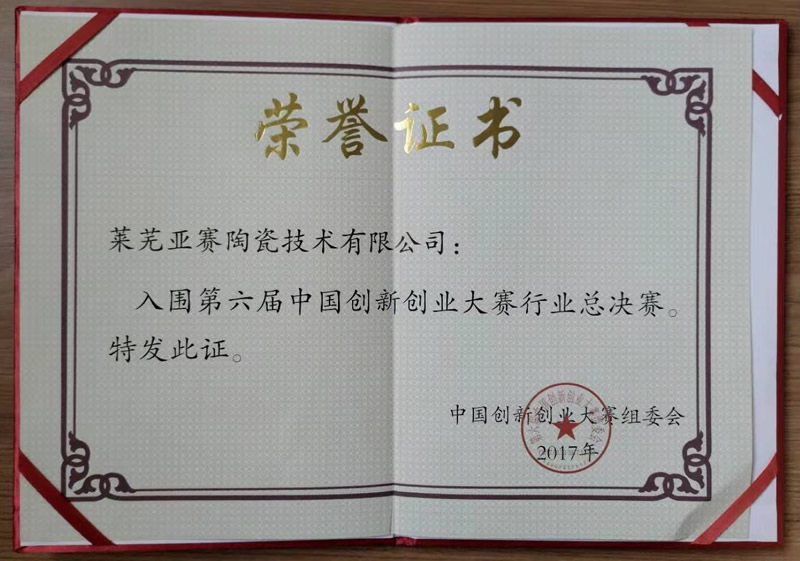 荣誉证书
莱芜亚赛陶瓷技术有限公司：
入围第六届中国创新创业大赛行业总决赛。
特发此证。
中国创新创业大赛组委会
2017年